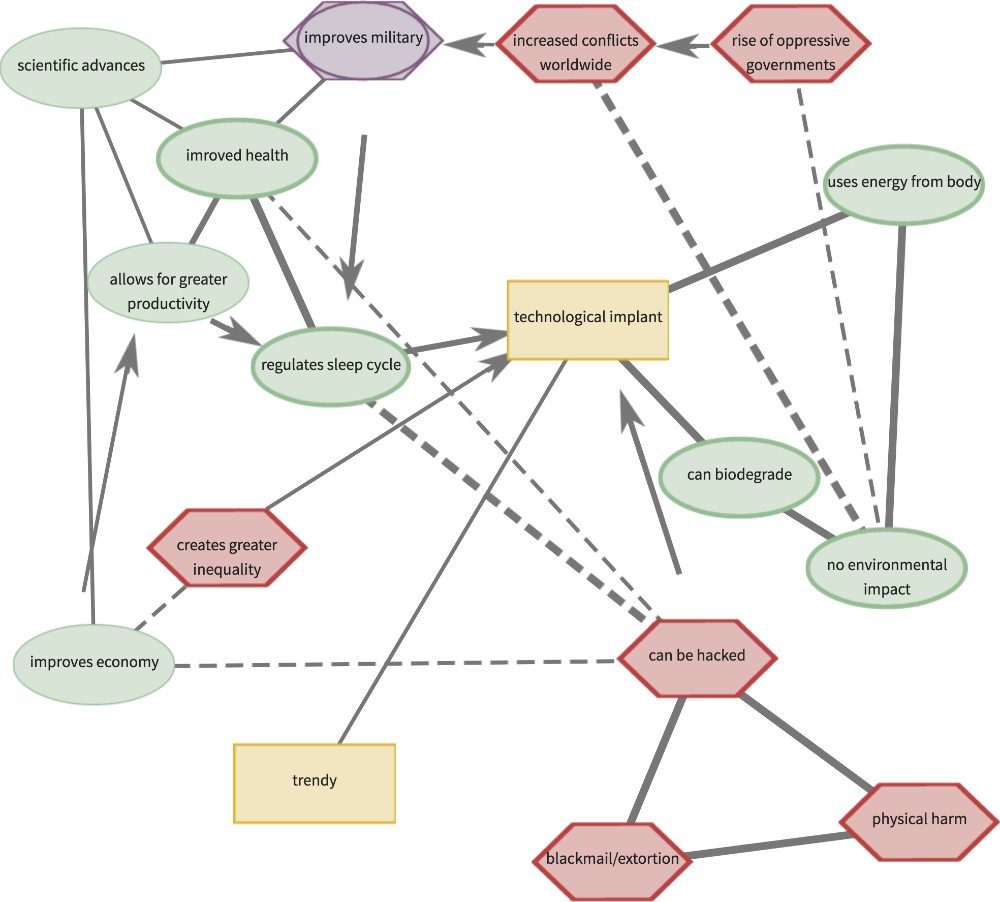 improves military
increased conflicts
worldwide
rise of oppressive
governments
scientific advances
imroved health
uses energy from body
allows for greater
productivity
technological implant
regulates sleep cycle
can biodegrade
creates greater
inequality
no environmental
impact
improves economy
can be hacked
trendy
physical harm
blackmail/extortion